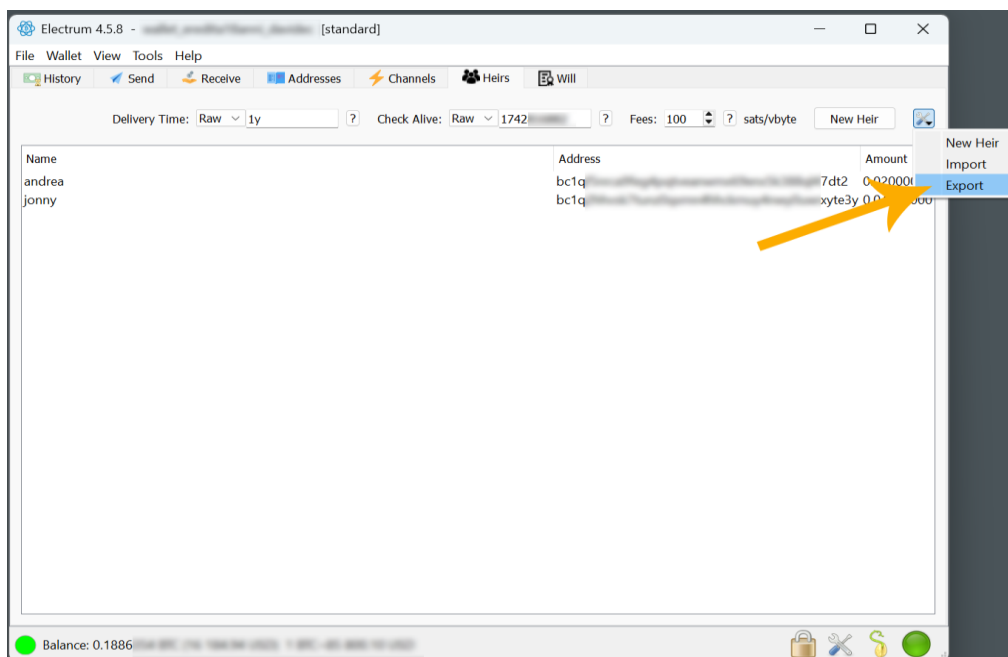 Electrum 4.5.8 - [standard]
File Wallet View Tools Help
History Send Receive Addresses Channels Heirs Will
Delivery Time: Raw 1y ? Check Alive: Raw 1742 ? Fees: 100 ? sats/vbyte New Heir
New Heir
Import
Export
Name Address Amount
andrea bc1q 7dt2
jonny bc1q xyte3y
Balance: 0.1886